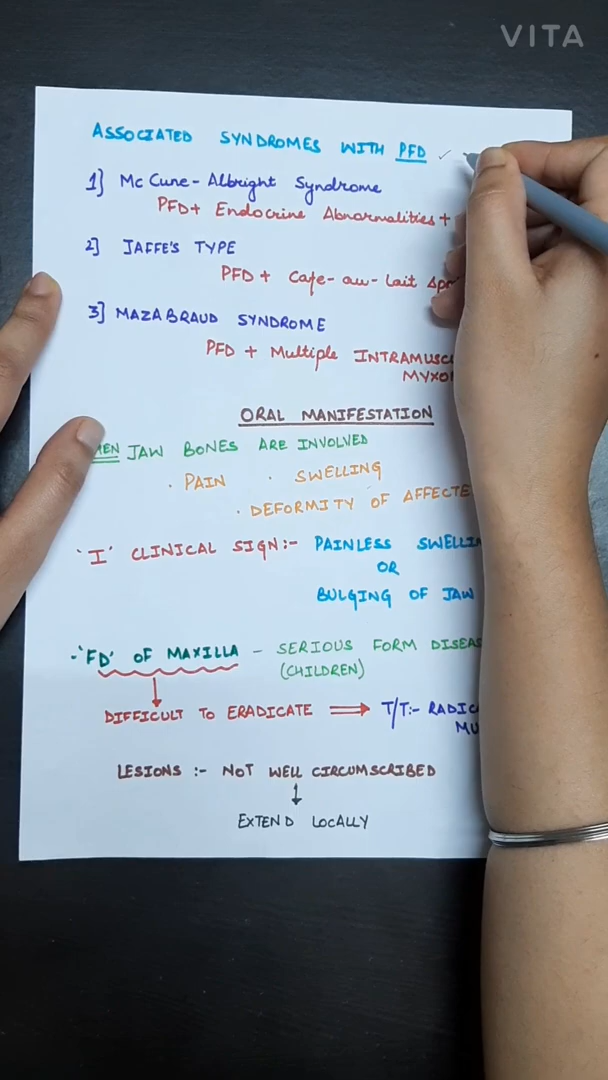 VITA
ASSOCIATED SYNDROMES WITH PFD
1] McCune-Albright Syndrome
PFD+ Endocrine Abnormalities +
2] JAFFE'S TYPE
PFD + Cafe-au-Lait
3] MAZABRAUD SYNDROME
PFD + Multiple
ORAL MANIFESTATION
JAW BONES ARE INVOLVED
· PAIN · SWELLING
· DEFORMITY OF
'I' CLINICAL SIGN:- PAINLESS
OR
BULGING OF JAW
-'FD' OF MAXILLA - SERIOUS FORM
(CHILDREN)
DIFFICULT TO ERADICATE ⇒ T/T:-
LESIONS :- NOT WELL CIRCUMSCRIBED
EXTEND LOCALLY